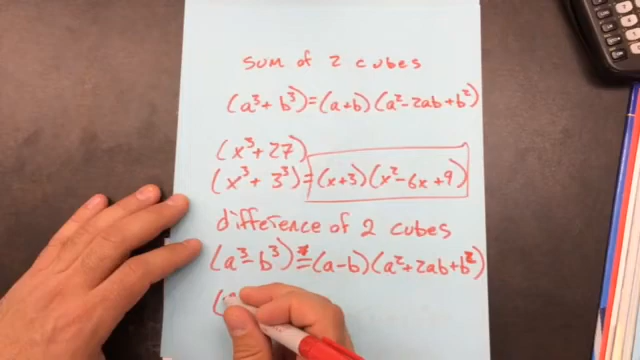 sum of 2 cubes
(a³ + b³) = (a+b) (a² - 2ab + b²)
(x³ + 27)
(x³ + 3³) = (x+3) (x² - 6x + 9)
difference of 2 cubes
(a³ - b³) = (a-b) (a² + 2ab + b²)
(